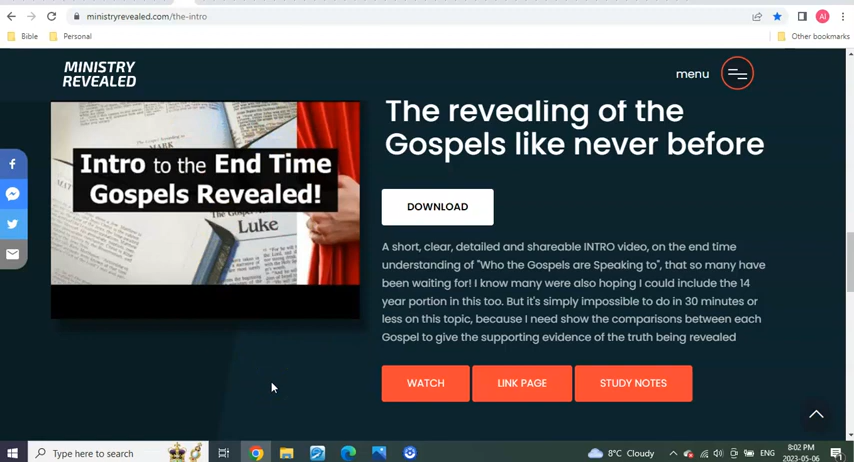 ministryrevealed.com/the-intro
Bible
Personal
Other bookmarks
MINISTRY
REVEALED
menu
MARK
Intro to the End Time
Gospels Revealed!
Luke
The revealing of the
Gospels like never before
DOWNLOAD
A short, clear, detailed and shareable INTRO video, on the end time
understanding of "Who the Gospels are Speaking to", that so many have
been waiting for! I know many were also hoping I could include the 14
year portion in this too. But it's simply impossible to do in 30 minutes or
less on this topic, because I need show the comparisons between each
Gospel to give the supporting evidence of the truth being revealed
WATCH
LINK PAGE
STUDY NOTES
Type here to search
8°C Cloudy
ENG
8:02 PM
2023-05-06